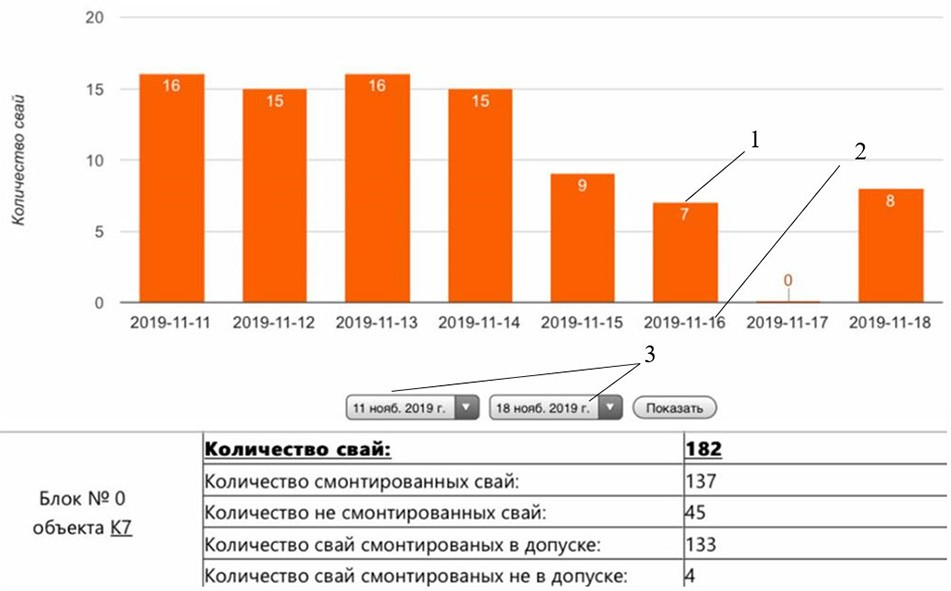 20
Количество свай
15
10
5
0
16
15
16
15
9
7
0
8
1
2
2019-11-11 2019-11-12 2019-11-13 2019-11-14 2019-11-15 2019-11-16 2019-11-17 2019-11-18
3
11 нояб. 2019 г. 18 нояб. 2019 г. Показать
Блок № 0
объекта К7
Количество свай: 182
Количество смонтированных свай: 137
Количество не смонтированных свай: 45
Количество свай смонтированых в допуске: 133
Количество свай смонтированых не в допуске: 4